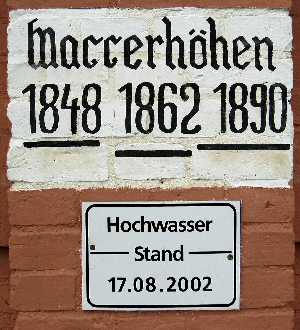 Wasserhöhen
1848 1862 1890
Hochwasser
Stand
17.08.2002